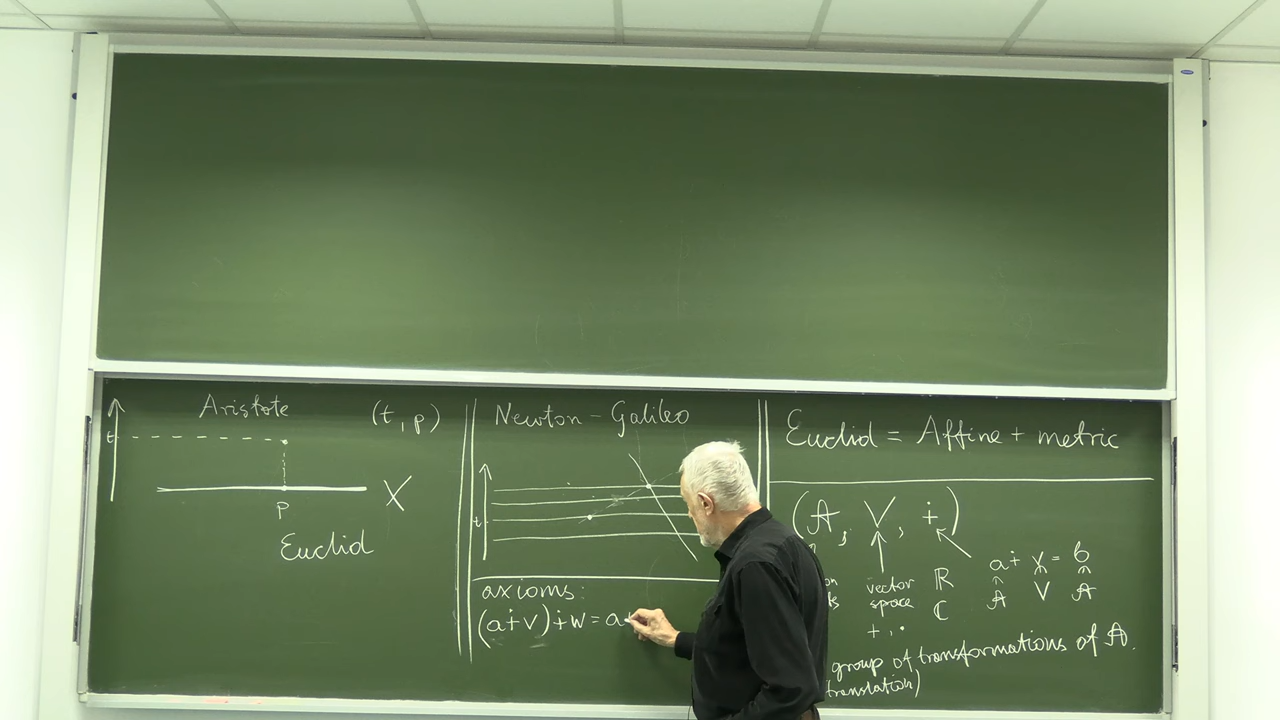 Aristote (t, p)
t
p X
Euclid
Newton - Galileo
t
axioms:
(a ∔ v) ∔ w = a
Euclid = Affine + metric
(A, V, ∔)
a ∔ x = b
A V A
vector space
+, ·
ℝ
ℂ
group of transformations of A.
translation)